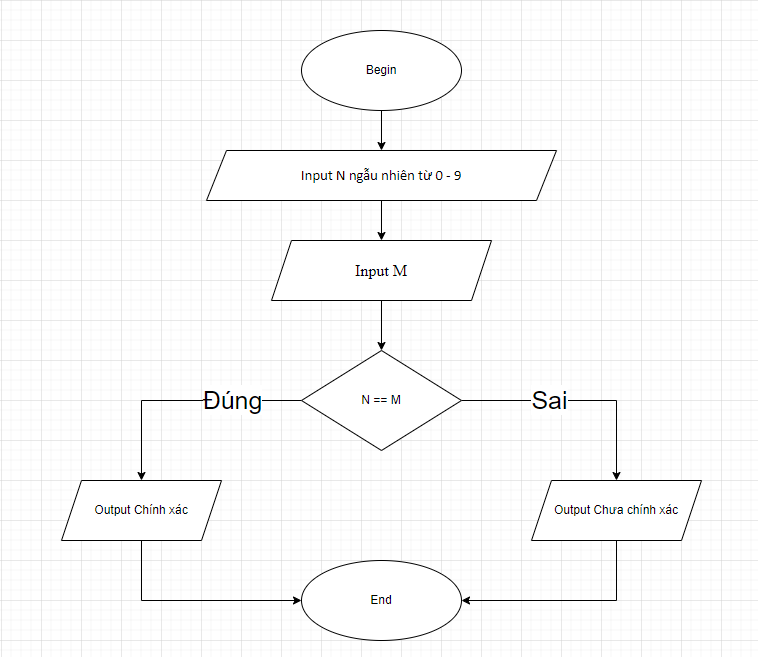 Begin
Input N ngẫu nhiên từ 0 - 9
Input M
N == M
Đúng
Sai
Output Chính xác
Output Chưa chính xác
End